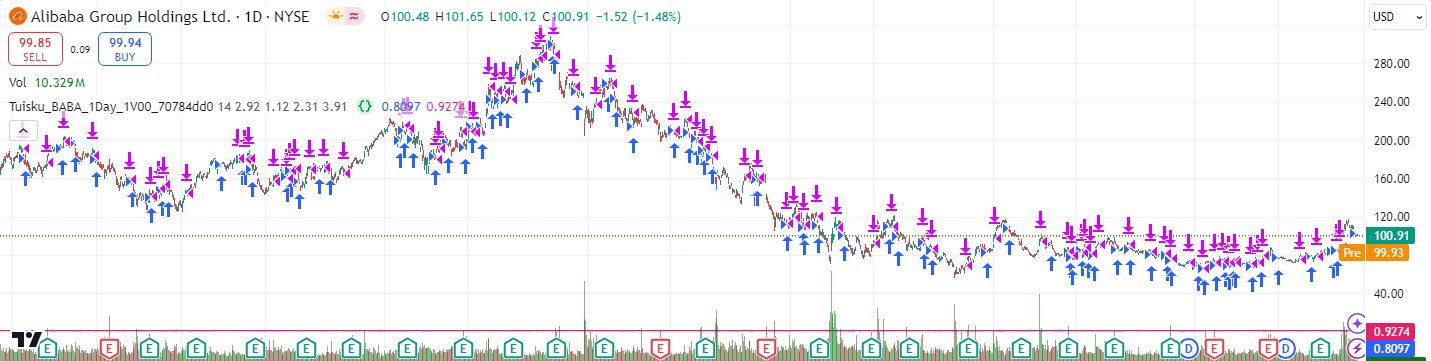 Alibaba Group Holdings Ltd. · 1D · NYSE O100.48 H101.65 L100.12 C100.91 −1.52 (−1.48%)
USD
99.85 SELL
0.09
99.94 BUY
Vol 10.329M
Tuisku_BABA_1Day_1V00_70784dd0 14 2.92 1.12 2.31 3.91 {} 0.8097 0.9274
280.00
240.00
200.00
160.00
120.00
100.91
Pre 99.93
40.00
0.9274
0.8097
E E E E E E E E E E E E E E E E E E E E E E E D E E D E